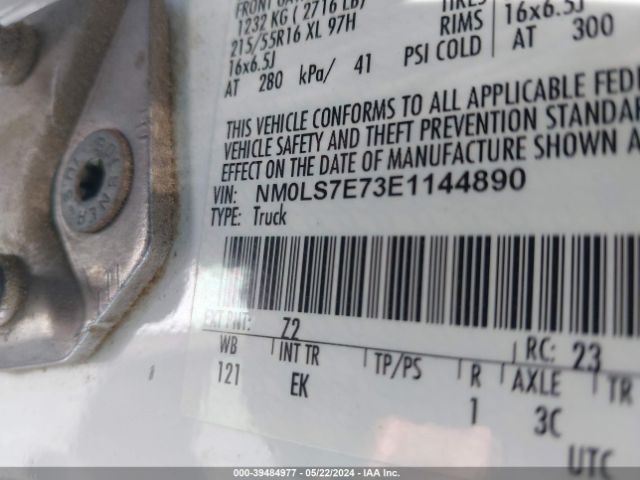 1232 KG ( 2716 LB)
215/55R16 XL 97H
16x6.5J
AT 280 kPa/ 41 PSI COLD
RIMS 16x6.5J
AT 300
THIS VEHICLE CONFORMS TO ALL APPLICABLE
VEHICLE SAFETY AND THEFT PREVENTION
EFFECT ON THE DATE OF MANUFACTURE SHOWN
VIN: NM0LS7E73E1144890
TYPE: Truck
EXT PNT: Z2
RC: 23
WB INT TR TP/PS R AXLE TR
121 EK 1 3C
UTC
000-39484977 - 05/22/2024 - IAA Inc.